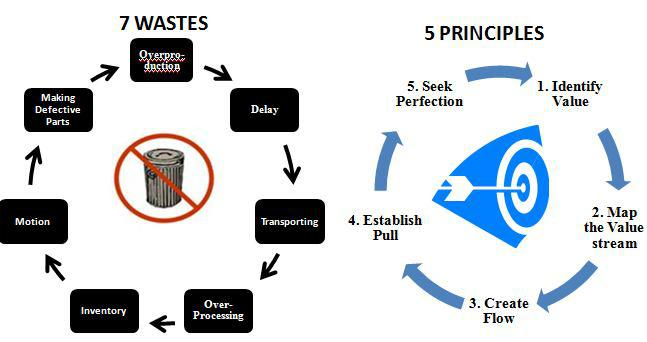 7 WASTES
Overpro-
duction
Delay
Transporting
Over-
Processing
Inventory
Motion
Making
Defective
Parts
5 PRINCIPLES
1. Identify
Value
2. Map
the Value
stream
3. Create
Flow
4. Establish
Pull
5. Seek
Perfection